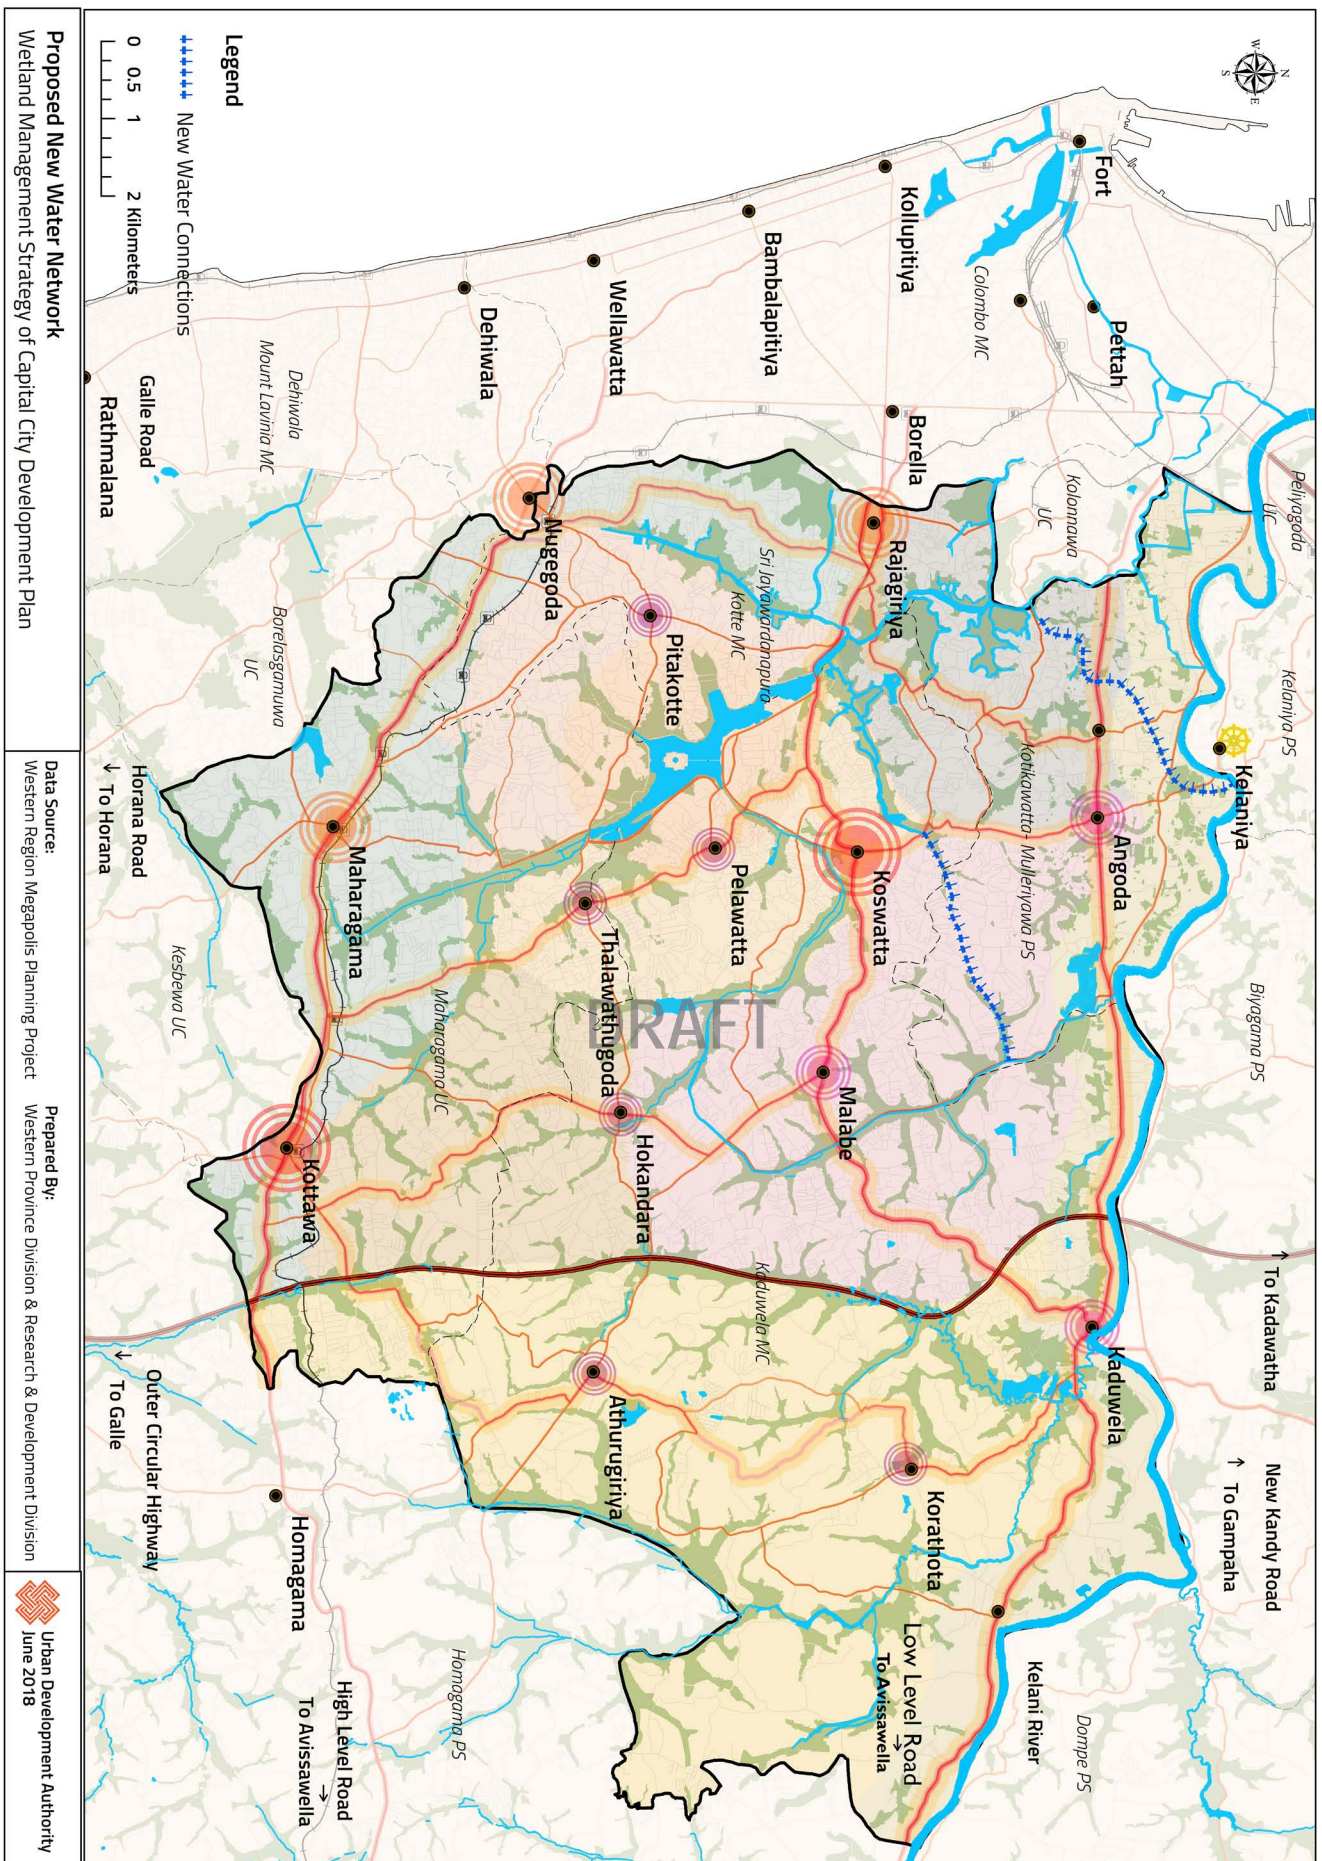 N
W
E
S
Fort
Pettah
Kollupitiya
Colombo MC
Bambalapitiya
Wellawatta
Dehiwala
Borella
Peliyagoda
UC
Kolonnawa
UC
Kelaniya PS
Kelaniya
Dehiwala
Mount Lavinia MC
Galle Road
Rathmalana
Nugegoda
Rajagiriya
Sri Jayawardanapura
Kotte MC
Pitakotte
Kotikawatta- Mulleriyawa PS
Angoda
Biyagama PS
Boralasgamuwa
UC
Koswatta
Pelawatta
Thalawathugoda
Maharagama
Maharagama UC
Horana Road
To Horana
Kesbewa UC
DRAFT
Malabe
Hokandara
Kottawa
Kaduwela MC
Kaduwela
To Kadawatha
New Kandy Road
To Gampaha
Athurugiriya
Korathota
Outer Circular Highway
To Galle
Homagama
Homagama PS
High Level Road
To Avissawella
Low Level Road
To Avissawella
Kelani River
Dompe PS
Legend
New Water Connections
0 0.5 1 2 Kilometers
Proposed New Water Network
Wetland Management Strategy of Capital City Development Plan
Data Source:
Western Region Megapolis Planning Project
Prepared By:
Western Province Division & Research & Development Division
Urban Development Authority
June 2018